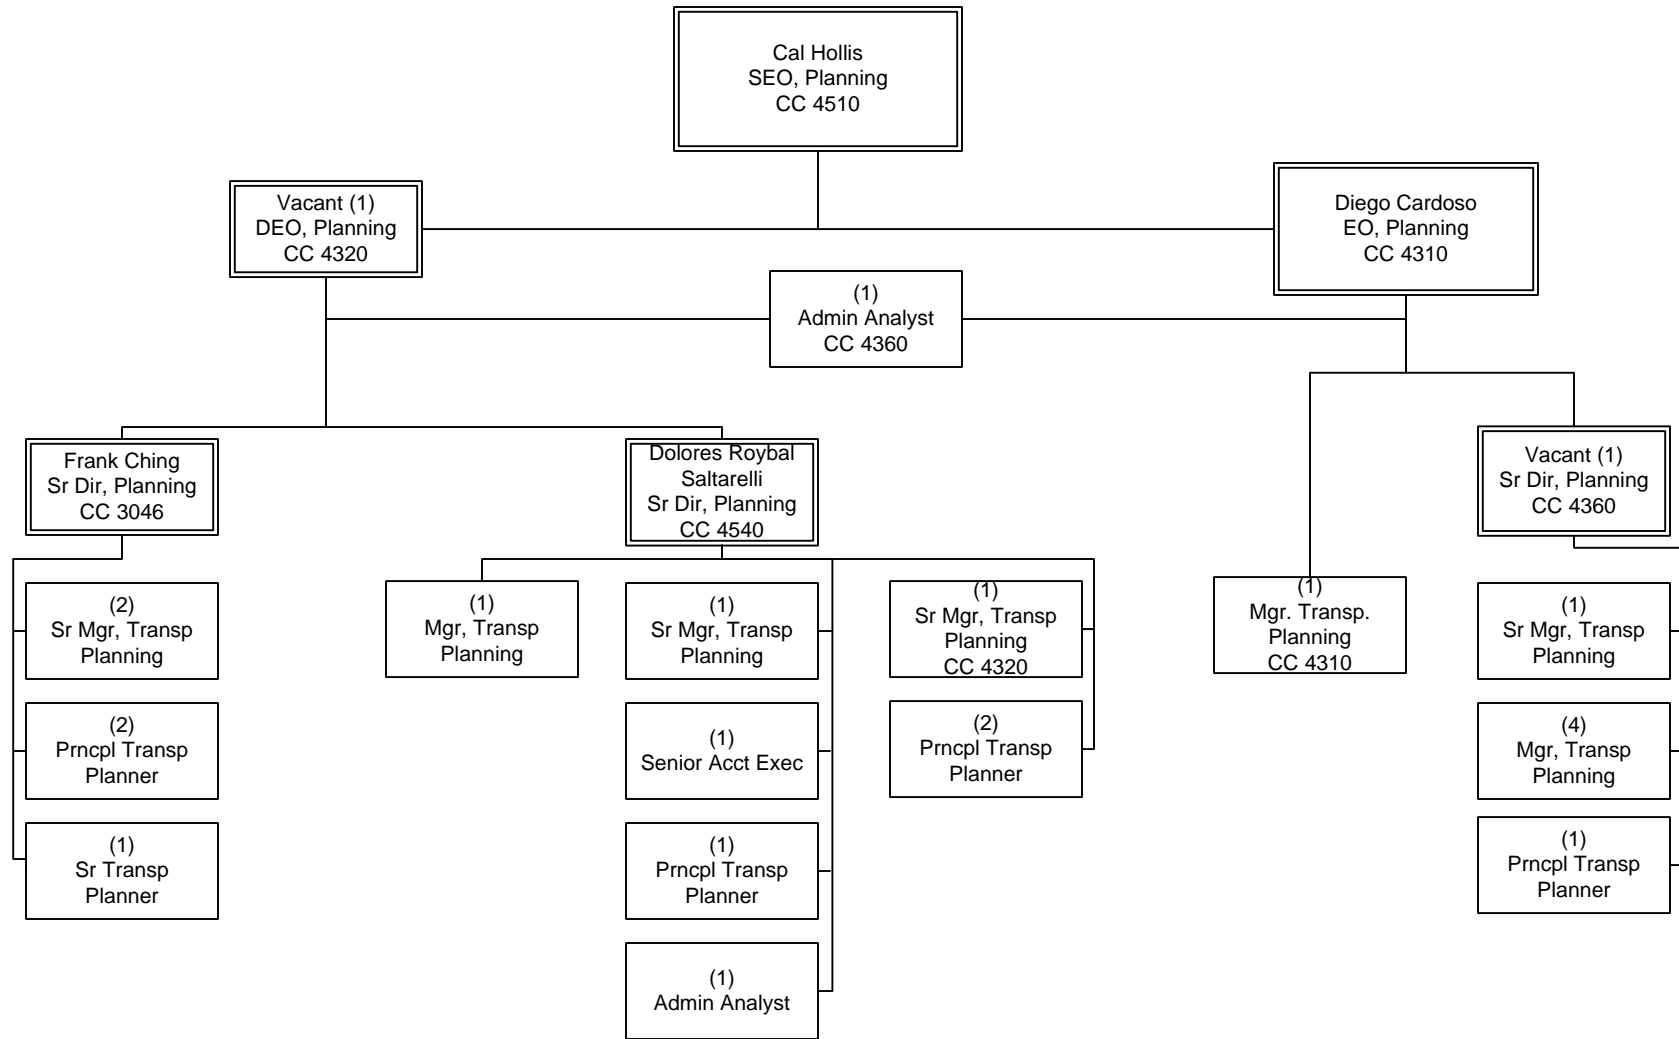 Cal Hollis
SEO, Planning
CC 4510
Vacant (1)
DEO, Planning
CC 4320
Diego Cardoso
EO, Planning
CC 4310
(1)
Admin Analyst
CC 4360
Frank Ching
Sr Dir, Planning
CC 3046
Dolores Roybal
Saltarelli
Sr Dir, Planning
CC 4540
Vacant (1)
Sr Dir, Planning
CC 4360
(2)
Sr Mgr, Transp
Planning
(2)
Prncpl Transp
Planner
(1)
Sr Transp
Planner
(1)
Mgr, Transp
Planning
(1)
Sr Mgr, Transp
Planning
(1)
Senior Acct Exec
(1)
Prncpl Transp
Planner
(1)
Admin Analyst
(1)
Sr Mgr, Transp
Planning
CC 4320
(2)
Prncpl Transp
Planner
(1)
Mgr. Transp.
Planning
CC 4310
(1)
Sr Mgr, Transp
Planning
(4)
Mgr, Transp
Planning
(1)
Prncpl Transp
Planner